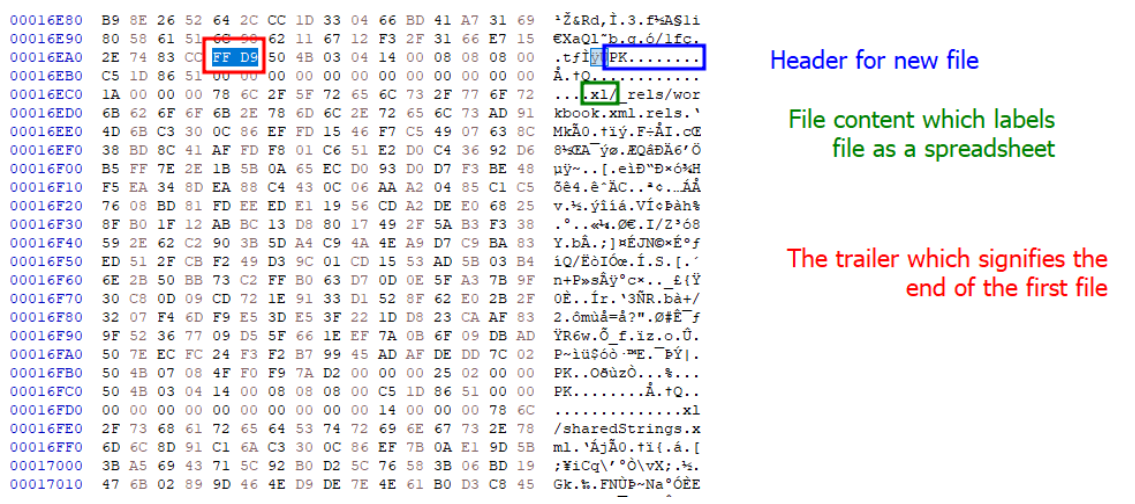 00016E80 B9 8E 26 52 64 2C CC 1D 33 04 66 BD 41 A7 31 69 ¹Ž&Rd,Ì.3.f½A§1i
00016E90 80 58 61 51 6C 98 62 11 67 12 F3 2F 31 66 E7 15 €XaQl˜b.g.ó/1fç.
00016EA0 2E 74 83 CC FF D9 50 4B 03 04 14 00 08 08 08 00 .tƒÌÿÙPK........
00016EB0 C5 1D 86 51 00 00 00 00 00 00 00 00 00 00 00 00 Å.†Q............
00016EC0 1A 00 00 00 78 6C 2F 5F 72 65 6C 73 2F 77 6F 72 ....xl/_rels/wor
00016ED0 6B 62 6F 6F 6B 2E 78 6D 6C 2E 72 65 6C 73 AD 91 kbook.xml.rels.‘
00016EE0 4D 6B C3 30 0C 86 EF FD 15 46 F7 C5 49 07 63 8C MkÃ0.†ïý.F÷ÅI.cŒ
00016EF0 38 BD 8C 41 AF FD F8 01 C6 51 E2 D0 C4 36 92 D6 8½ŒA¯ýø.ÆQâÐÄ6’Ö
00016F00 B5 FF 7E 2E 1B 5B 0A 65 EC D0 93 D0 D7 F3 BE 48 µÿ~..[.eìÐ“Ð×ó¾H
00016F10 F5 EA 34 8D EA 88 C4 43 0C 06 AA A2 04 85 C1 C5 õê4.êˆÄC..ª¢.…ÁÅ
00016F20 76 08 BD 81 FD EE ED E1 19 56 CD A2 DE E0 68 25 v.½.ýîíá.VÍ¢Þàh%
00016F30 8F B0 1F 12 AB BC 13 D8 80 17 49 2F 5A B3 F3 38 .°..«¼.Ø€.I/Z³ó8
00016F40 59 2E 62 C2 90 3B 5D A4 C9 4A 4E A9 D7 C9 BA 83 Y.bÂ.;]¤ÉJN©×Éºƒ
00016F50 ED 51 2F CB F2 49 D3 9C 01 CD 15 53 AD 5B 03 B4 íQ/ËòIÓœ.Í.S.[.´
00016F60 6E 2B 50 BB 73 C2 FF B0 63 D7 0D 0E 5F A3 7B 9F n+P»sÂÿ°c×.._£{Ÿ
00016F70 30 C8 0D 09 CD 72 1E 91 33 D1 52 8F 62 E0 2B 2F 0È..Ír.‘3ÑR.bà+/
00016F80 32 07 F4 6D F9 E5 3D E5 3F 22 1D D8 23 CA AF 83 2.ômùå=å?".Ø#Ê¯ƒ
00016F90 9F 52 36 77 09 D5 5F 66 1E EF 7A 0B 6F 09 DB AD ŸR6w.Õ_f.ïz.o.Û.
00016FA0 50 7E EC FC 24 F3 F2 B7 99 45 AD AF DE DD 7C 02 P~ìü$óò·™E.¯ÞÝ|.
00016FB0 50 4B 07 08 4F F0 F9 7A D2 00 00 00 25 02 00 00 PK..OðùzÒ...%...
00016FC0 50 4B 03 04 14 00 08 08 08 00 C5 1D 86 51 00 00 PK........Å.†Q..
00016FD0 00 00 00 00 00 00 00 00 00 00 14 00 00 00 78 6C ..............xl
00016FE0 2F 73 68 61 72 65 64 53 74 72 69 6E 67 73 2E 78 /sharedStrings.x
00016FF0 6D 6C 8D 91 C1 6A C3 30 0C 86 EF 7B 0A E1 9D 5B ml.‘ÁjÃ0.†ï{.á.[
00017000 3B A5 69 43 71 5C 92 B0 D2 5C 76 58 3B 06 BD 19 ;¥iCq\’°Ò\vX;.½.
00017010 47 6B 02 89 9D 46 4E D9 DE 7E 4E 61 B0 D3 C8 45 Gk.‰.FNÙÞ~Na°ÓÈE
Header for new file
File content which labels
file as a spreadsheet
The trailer which signifies the
end of the first file